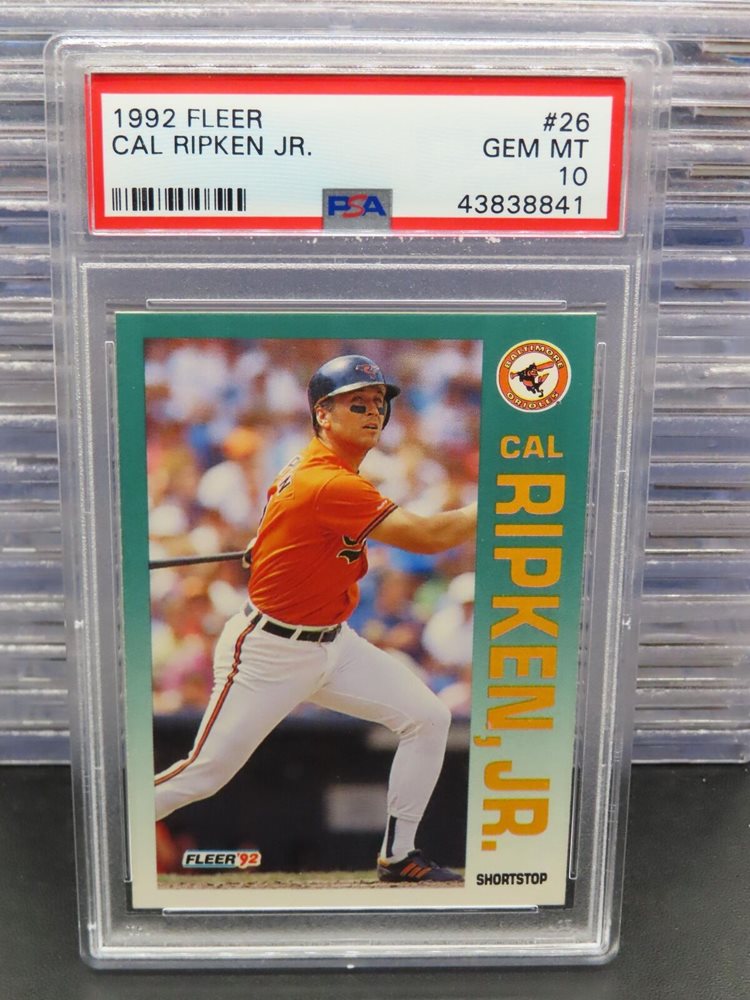 1992 FLEER #26
CAL RIPKEN JR. GEM MT
10
PSA 43838841
BALTIMORE
ORIOLES
CAL
RIPKEN, JR.
FLEER '92
SHORTSTOP